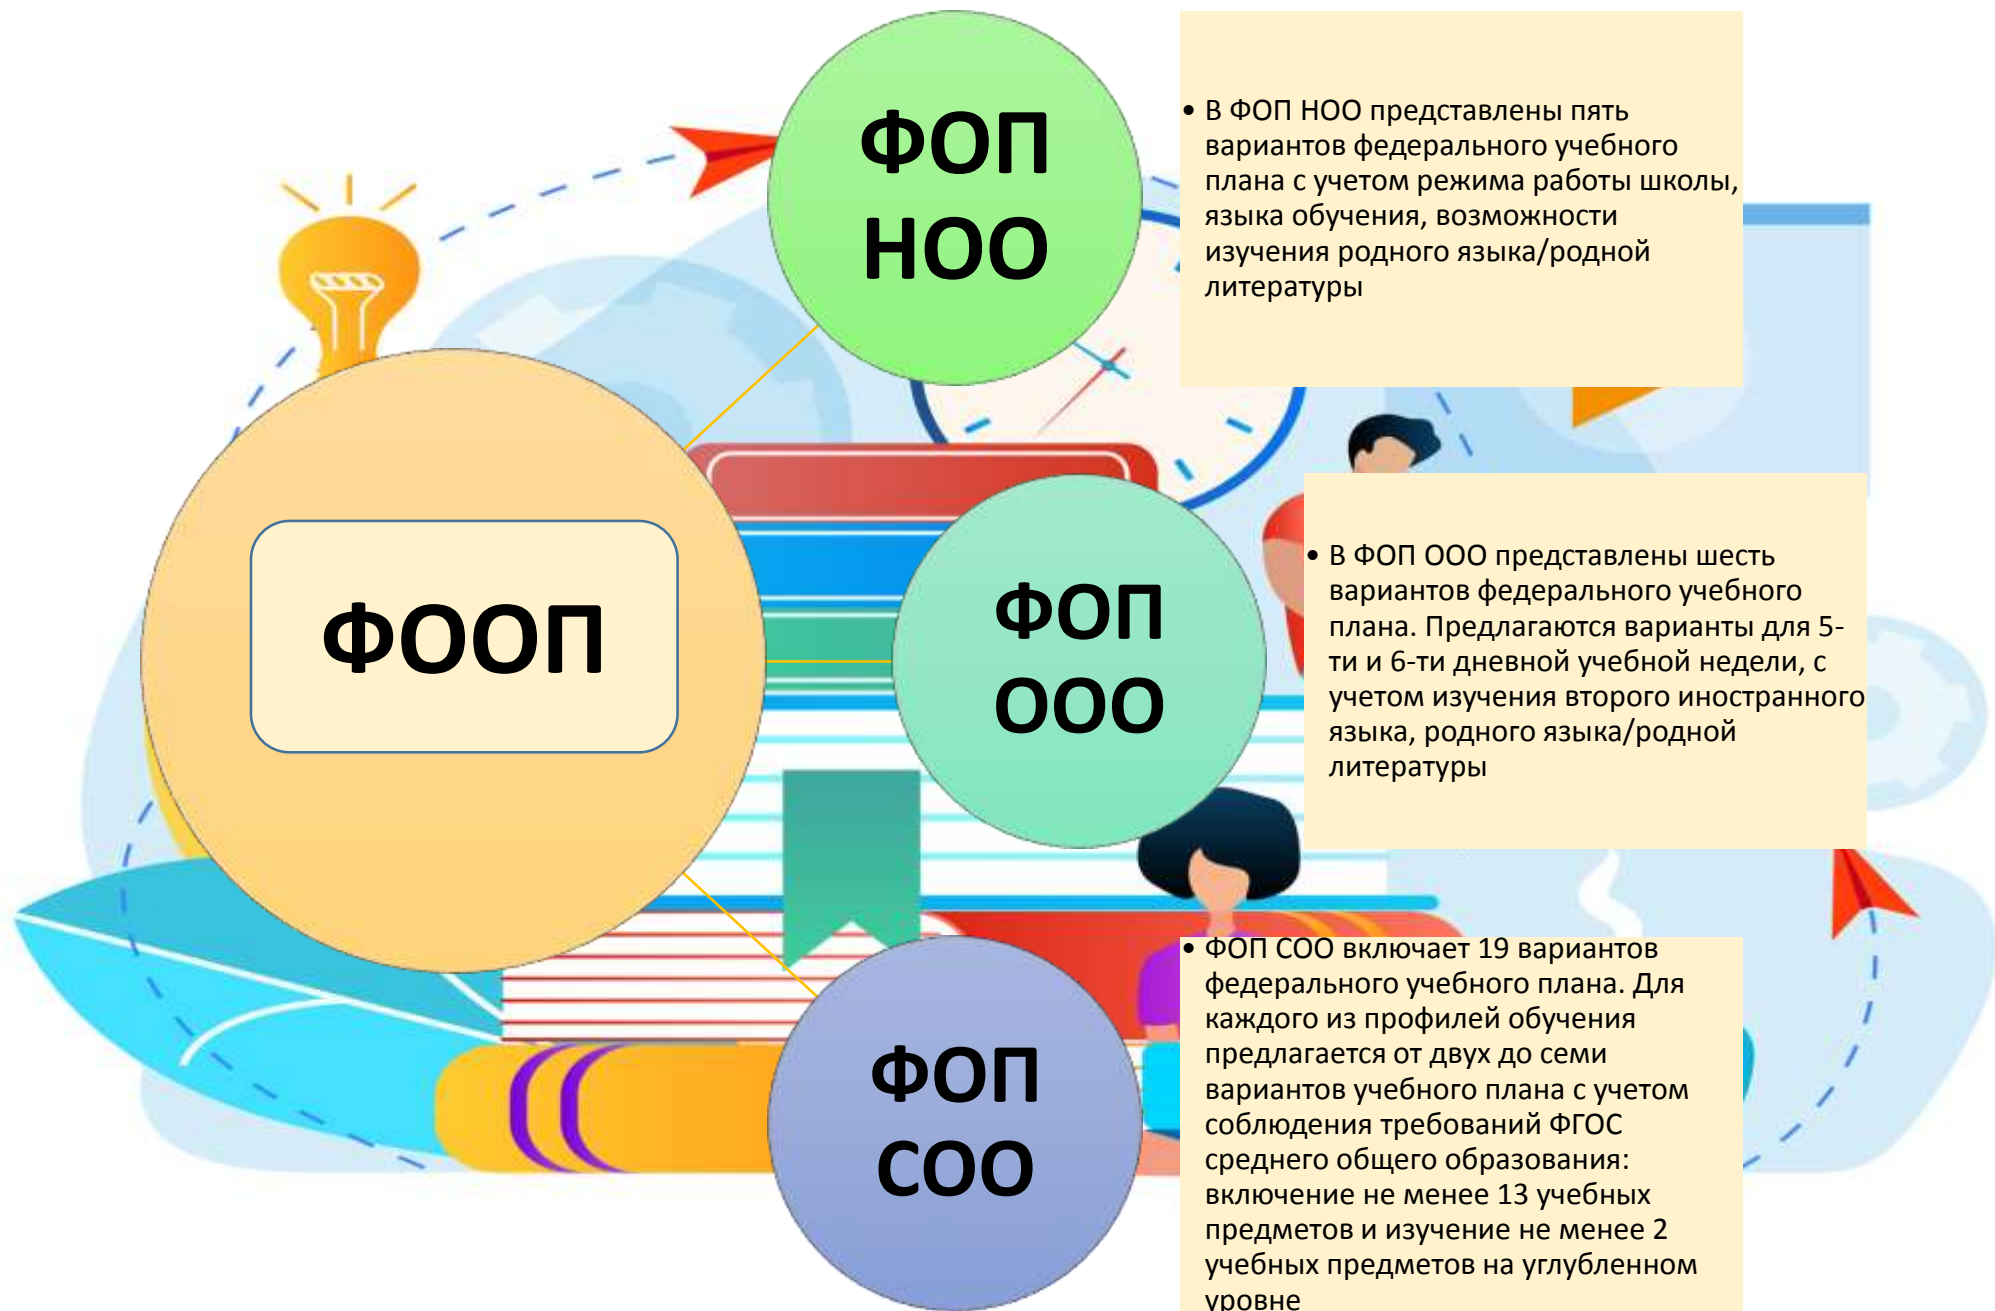 ФООП
ФОП
НОО
• В ФОП НОО представлены пять
вариантов федерального учебного
плана с учетом режима работы школы,
языка обучения, возможности
изучения родного языка/родной
литературы
ФОП
ООО
• В ФОП ООО представлены шесть
вариантов федерального учебного
плана. Предлагаются варианты для 5-
ти и 6-ти дневной учебной недели, с
учетом изучения второго иностранного
языка, родного языка/родной
литературы
ФОП
СОО
• ФОП СОО включает 19 вариантов
федерального учебного плана. Для
каждого из профилей обучения
предлагается от двух до семи
вариантов учебного плана с учетом
соблюдения требований ФГОС
среднего общего образования:
включение не менее 13 учебных
предметов и изучение не менее 2
учебных предметов на углубленном
уровне